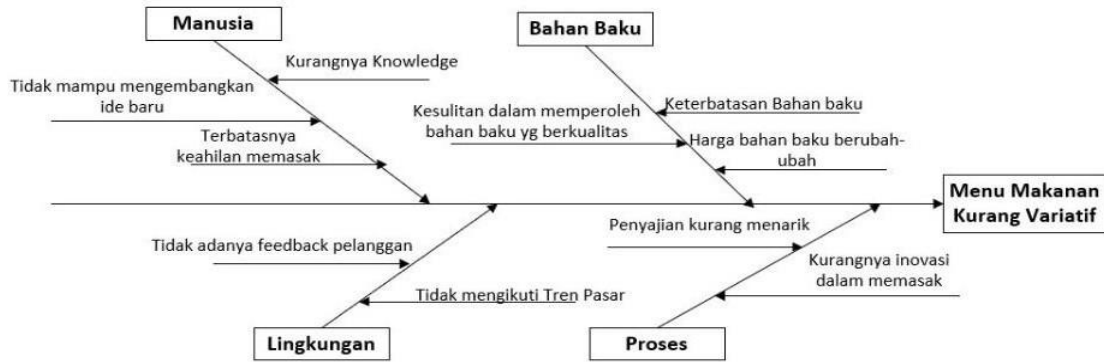 Manusia
Bahan Baku
Kurangnya Knowledge
Tidak mampu mengembangkan
ide baru
Terbatasnya
keahilan memasak
Kesulitan dalam memperoleh
bahan baku yg berkualitas
Keterbatasan Bahan baku
Harga bahan baku berubah-
ubah
Menu Makanan
Kurang Variatif
Tidak adanya feedback pelanggan
Tidak mengikuti Tren Pasar
Penyajian kurang menarik
Kurangnya inovasi
dalam memasak
Lingkungan
Proses